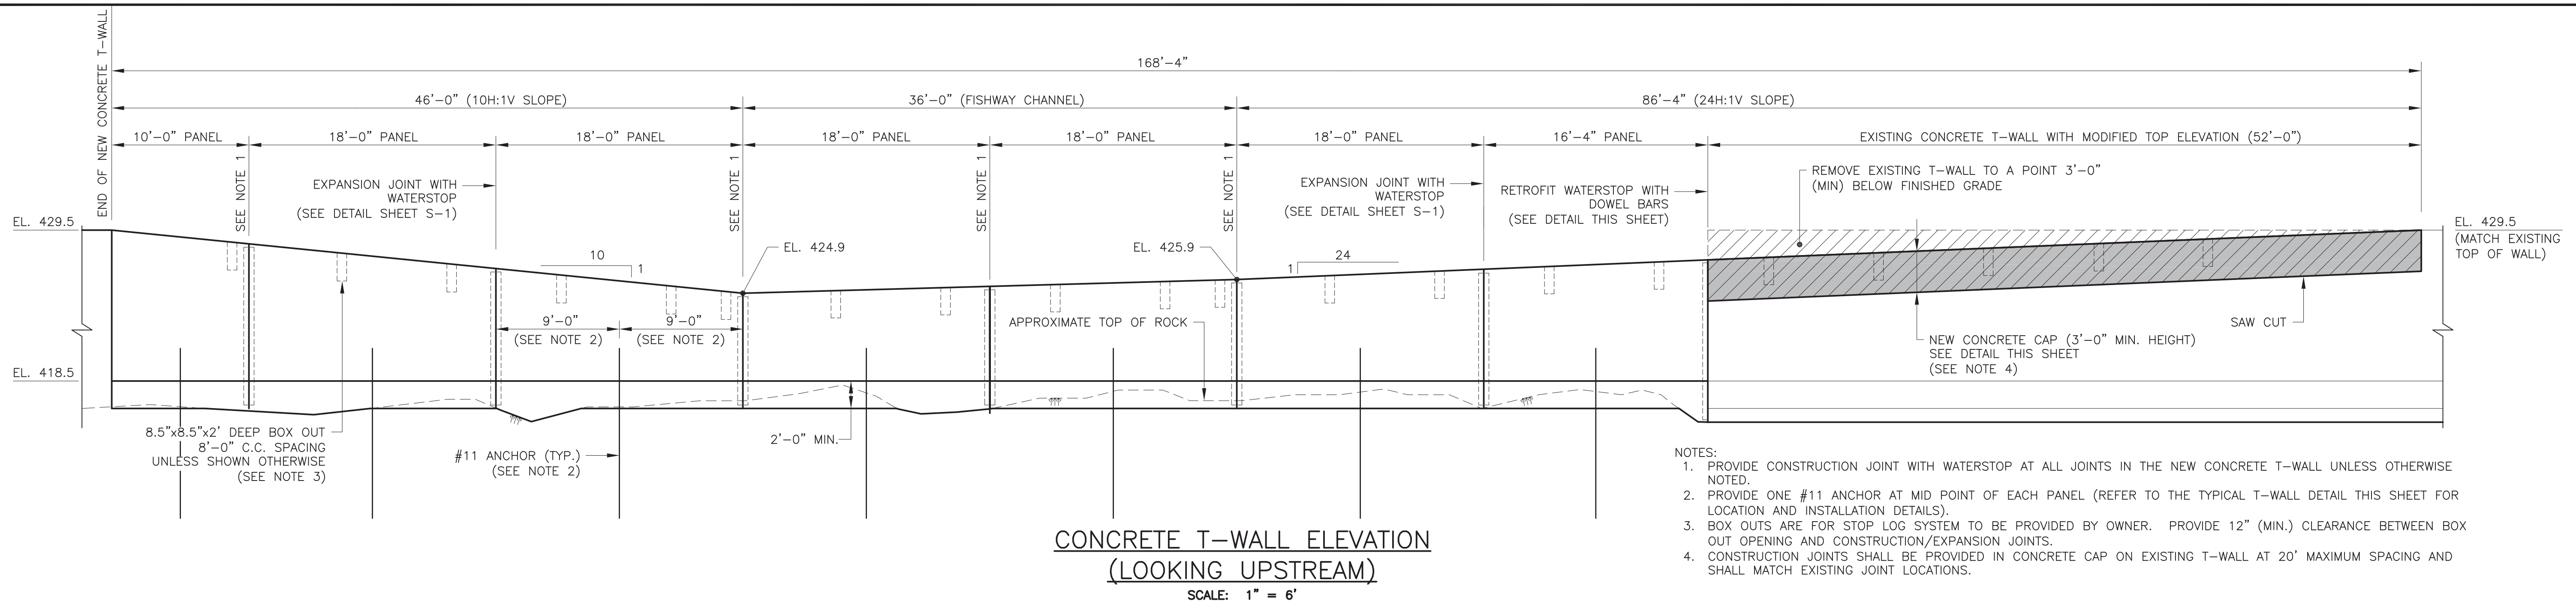 168'-4"
46'-0" (10H:1V SLOPE)
36'-0" (FISHWAY CHANNEL)
86'-4" (24H:1V SLOPE)
10'-0" PANEL
18'-0" PANEL
18'-0" PANEL
18'-0" PANEL
18'-0" PANEL
18'-0" PANEL
16'-4" PANEL
EXISTING CONCRETE T-WALL WITH MODIFIED TOP ELEVATION (52'-0")
END OF NEW CONCRETE T-WALL
SEE NOTE 1
SEE NOTE 1
SEE NOTE 1
SEE NOTE 1
EXPANSION JOINT WITH
WATERSTOP
(SEE DETAIL SHEET S-1)
EXPANSION JOINT WITH
WATERSTOP
(SEE DETAIL SHEET S-1)
RETROFIT WATERSTOP WITH
DOWEL BARS
(SEE DETAIL THIS SHEET)
REMOVE EXISTING T-WALL TO A POINT 3'-0"
(MIN) BELOW FINISHED GRADE
EL. 429.5
EL. 429.5
(MATCH EXISTING
TOP OF WALL)
10
1
EL. 424.9
EL. 425.9
1
24
9'-0"
(SEE NOTE 2)
9'-0"
(SEE NOTE 2)
APPROXIMATE TOP OF ROCK
SAW CUT
NEW CONCRETE CAP (3'-0" MIN. HEIGHT)
SEE DETAIL THIS SHEET
(SEE NOTE 4)
EL. 418.5
8.5"x8.5"x2' DEEP BOX OUT
8'-0" C.C. SPACING
UNLESS SHOWN OTHERWISE
(SEE NOTE 3)
#11 ANCHOR (TYP.)
(SEE NOTE 2)
2'-0" MIN.
NOTES:
1. PROVIDE CONSTRUCTION JOINT WITH WATERSTOP AT ALL JOINTS IN THE NEW CONCRETE T-WALL UNLESS OTHERWISE
NOTED.
2. PROVIDE ONE #11 ANCHOR AT MID POINT OF EACH PANEL (REFER TO THE TYPICAL T-WALL DETAIL THIS SHEET FOR
LOCATION AND INSTALLATION DETAILS).
3. BOX OUTS ARE FOR STOP LOG SYSTEM TO BE PROVIDED BY OWNER. PROVIDE 12" (MIN.) CLEARANCE BETWEEN BOX
OUT OPENING AND CONSTRUCTION/EXPANSION JOINTS.
4. CONSTRUCTION JOINTS SHALL BE PROVIDED IN CONCRETE CAP ON EXISTING T-WALL AT 20' MAXIMUM SPACING AND
SHALL MATCH EXISTING JOINT LOCATIONS.
CONCRETE T-WALL ELEVATION
(LOOKING UPSTREAM)
SCALE: 1" = 6'